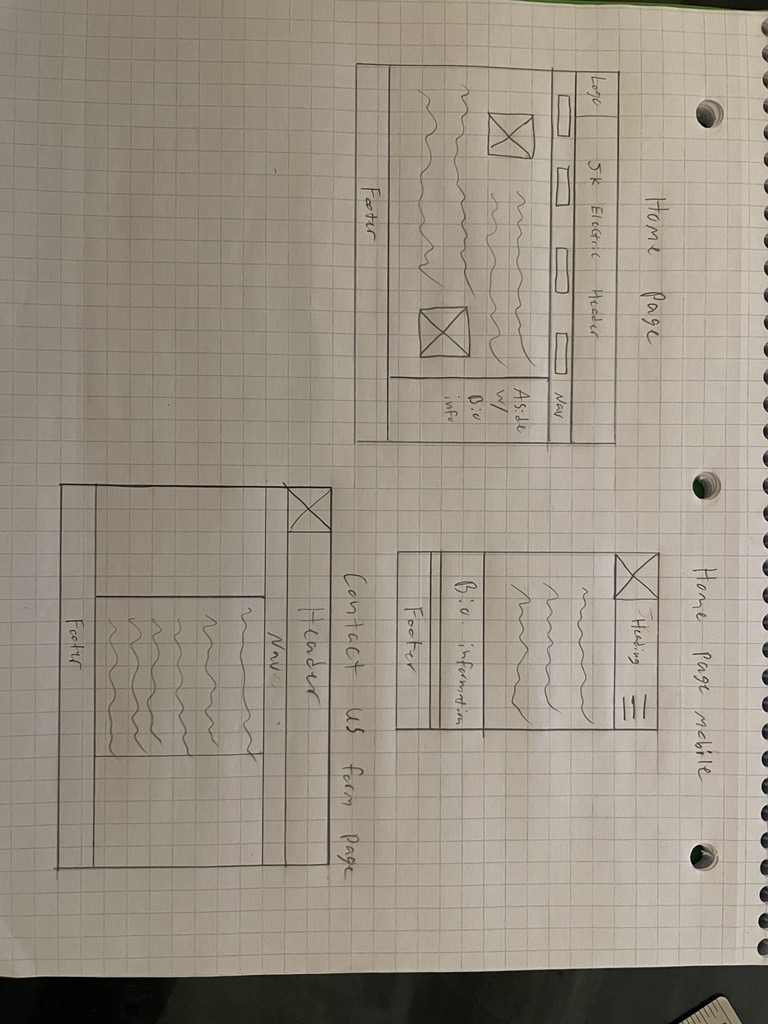 Home page
Logo JK Electric Header
Nav
Aside
w/
Bio
info
Footer
Home page mobile
Heading
Bio information
Footer
Contact us form page
Header
Nav
Footer